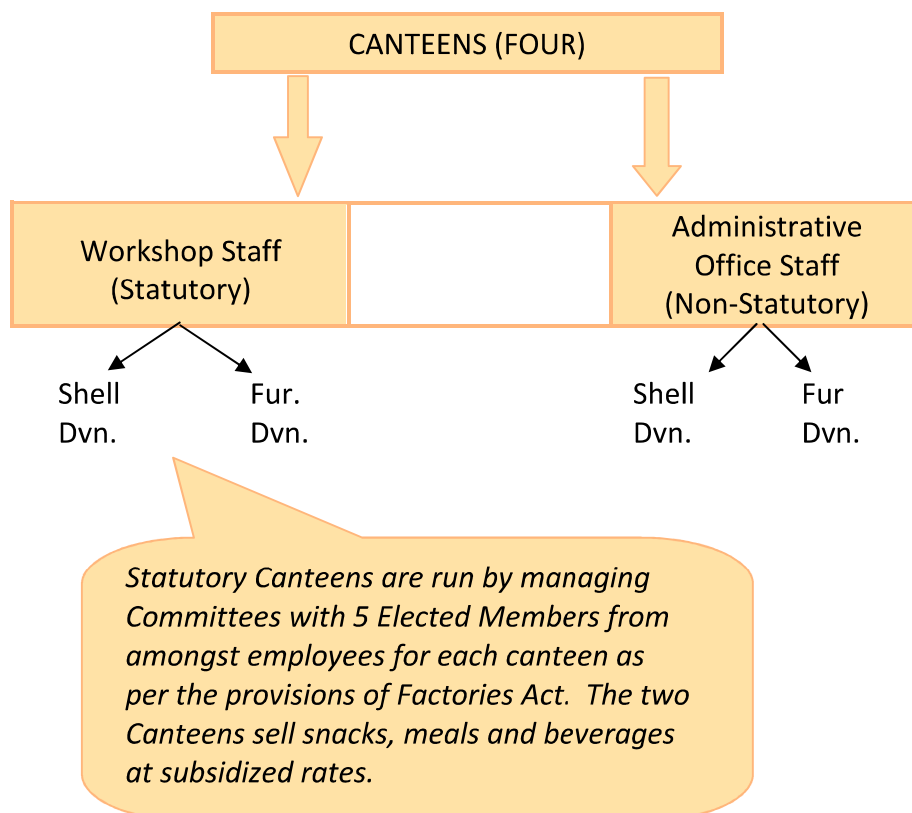 CANTEENS (FOUR)
Workshop Staff
(Statutory)
Administrative
Office Staff
(Non-Statutory)
Shell
Dvn.
Fur.
Dvn.
Shell
Dvn.
Fur
Dvn.
Statutory Canteens are run by managing
Committees with 5 Elected Members from
amongst employees for each canteen as
per the provisions of Factories Act.  The two
Canteens sell snacks, meals and beverages
at subsidized rates.